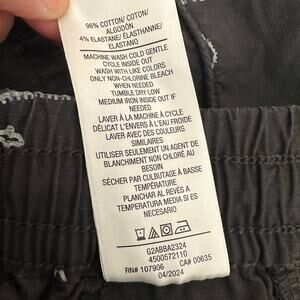 96% COTTON/ COTON/
ALGODÓN
4% ELASTANE/ ÉLASTHANNE/
ELASTANO
MACHINE WASH COLD GENTLE
CYCLE INSIDE OUT
WASH WITH LIKE COLORS
ONLY NON-CHLORINE BLEACH
WHEN NEEDED
TUMBLE DRY LOW
MEDIUM IRON INSIDE OUT IF
NEEDED
LAVER À LA MACHINE À CYCLE
DÉLICAT L'ENVERS À L'EAU FROIDE
LAVER AVEC DES COULEURS
SIMILAIRES
UTILISER SEULEMENT UN AGENT DE
BLANCHIMENT NON CHLORÉ AU
BESOIN
SÉCHER PAR CULBUTAGE À BASSE
TEMPÉRATURE
PLANCHAR AL REVÉS A
TEMPERATURA MEDIA SI ES
NECESARIO
G2ABBA2324
4500572110
RN# 107906 CA# 00635
04/2024